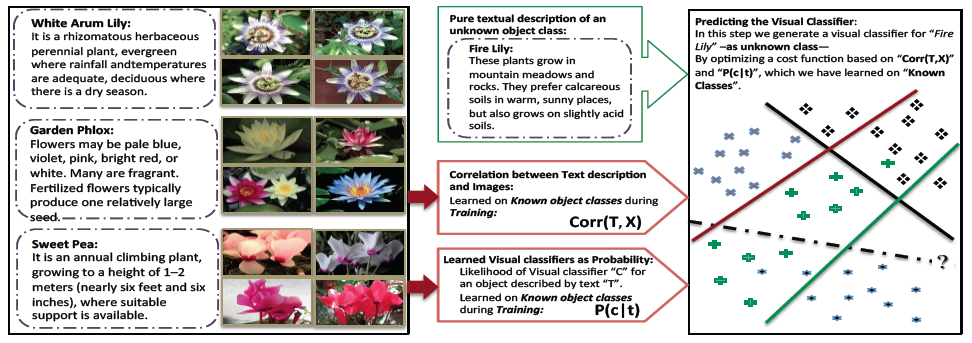 White Arum Lily:
It is a rhizomatous herbaceous
perennial plant, evergreen
where rainfall andtemperatures
are adequate, deciduous where
there is a dry season.
Garden Phlox:
Flowers may be pale blue,
violet, pink, bright red, or
white. Many are fragrant.
Fertilized flowers typically
produce one relatively large
seed.
Sweet Pea:
It is an annual climbing plant,
growing to a height of 1–2
meters (nearly six feet and six
inches), where suitable
support is available.
Pure textual description of an
unknown object class:
Fire Lily:
These plants grow in
mountain meadows and
rocks. They prefer calcareous
soils in warm, sunny places,
but also grows on slightly acid
soils.
Correlation between Text description
and Images:
Learned on Known object classes during
Training:
Corr(T, X)
Learned Visual classifiers as Probability:
Likelihood of Visual classifier “C” for
an object described by text “T”.
Learned on Known object classes
during Training:
P(c|t)
Predicting the Visual Classifier:
In this step we generate a visual classifier for “Fire
Lily” –as unknown class—
By optimizing a cost function based on “Corr(T,X)”
and “P(c|t)”, which we have learned on “Known
Classes”.
?